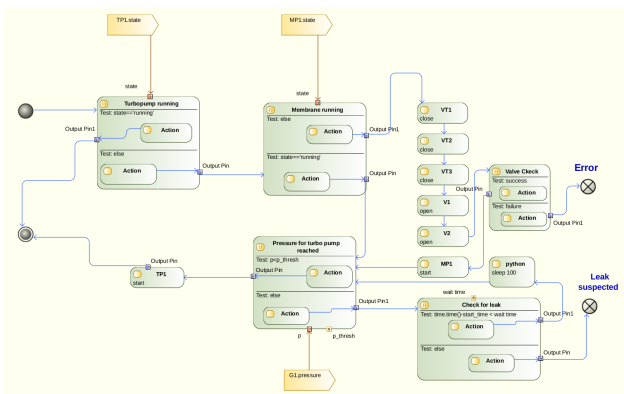 TP1.state
MP1.state
state
state
Turbopump running
Test: state=='running'
Action
Output Pin1
Test: else
Action
Output Pin
Membrane running
Test: else
Action
Output Pin1
Test: state=='running'
Action
Output Pin
VT1
close
VT2
close
VT3
close
V1
open
V2
open
Output Pin
Valve Ckeck
Test: success
Action
Test: failure
Action
Output Pin1
Error
Pressure for turbo pump
reached
Test: p<p_thresh
Output Pin
Action
Test: else
Action
Output Pin1
p
p_thresh
G1.pressure
Output Pin
TP1
start
MP1
start
python
sleep 100
Leak
suspected
wait time
Check for leak
Test: time.time()-start_time < wait time
Action
Output Pin1
Test: else
Action
Output Pin